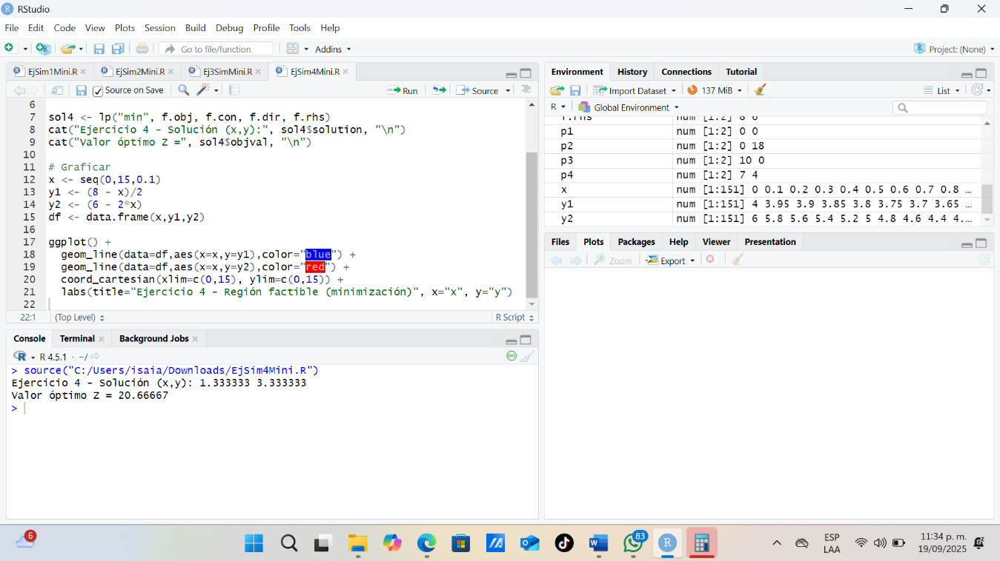 RStudio
File Edit Code View Plots Session Build Debug Profile Tools Help
Go to file/function Addins Project: (None)
EjSim1Mini.R EjSim2Mini.R Ej3SimMini.R EjSim4Mini.R
Source on Save Run Source
6
7 sol4 <- lp("min", f.obj, f.con, f.dir, f.rhs)
8 cat("Ejercicio 4 - Solución (x,y):", sol4$solution, "\n")
9 cat("Valor óptimo Z =", sol4$objval, "\n")
10
11 # Graficar
12 x <- seq(0,15,0.1)
13 y1 <- (8 - x)/2
14 y2 <- (6 - 2*x)
15 df <- data.frame(x,y1,y2)
16
17 ggplot() +
18 geom_line(data=df,aes(x=x,y=y1),color="blue") +
19 geom_line(data=df,aes(x=x,y=y2),color="red") +
20 coord_cartesian(xlim=c(0,15), ylim=c(0,15)) +
21 labs(title="Ejercicio 4 - Región factible (minimización)", x="x", y="y")
22
22:1 (Top Level) R Script
Console Terminal Background Jobs
R 4.5.1 · ~/
> source("C:/Users/isaia/Downloads/EjSim4Mini.R")
Ejercicio 4 - Solución (x,y): 1.333333 3.333333
Valor óptimo Z = 20.66667
>
Environment History Connections Tutorial
Import Dataset 137 MiB List
R Global Environment
f.rhs num [1:2] 8 6
p1 num [1:2] 0 0
p2 num [1:2] 0 18
p3 num [1:2] 10 0
p4 num [1:2] 7 4
x num [1:151] 0 0.1 0.2 0.3 0.4 0.5 0.6 0.7 0.8 ...
y1 num [1:151] 4 3.95 3.9 3.85 3.8 3.75 3.7 3.65 ...
y2 num [1:151] 6 5.8 5.6 5.4 5.2 5 4.8 4.6 4.4 4....
Files Plots Packages Help Viewer Presentation
Zoom Export
6
83
ESP
LAA
11:34 p. m.
19/09/2025